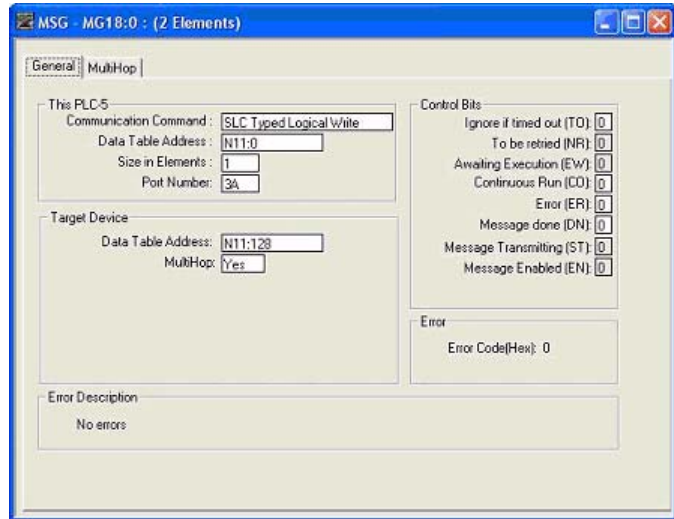 MSG - MG18:0 : (2 Elements)
General MultiHop
This PLC-5
Communication Command : SLC Typed Logical Write
Data Table Address : N11:0
Size in Elements : 1
Port Number: 3A
Target Device
Data Table Address: N11:128
MultiHop: Yes
Control Bits
Ignore if timed out (TO): 0
To be retried (NR): 0
Awaiting Execution (EW): 0
Continuous Run (CO): 0
Error (ER): 0
Message done (DN): 0
Message Transmitting (ST): 0
Message Enabled (EN): 0
Error
Error Code(Hex): 0
Error Description
No errors